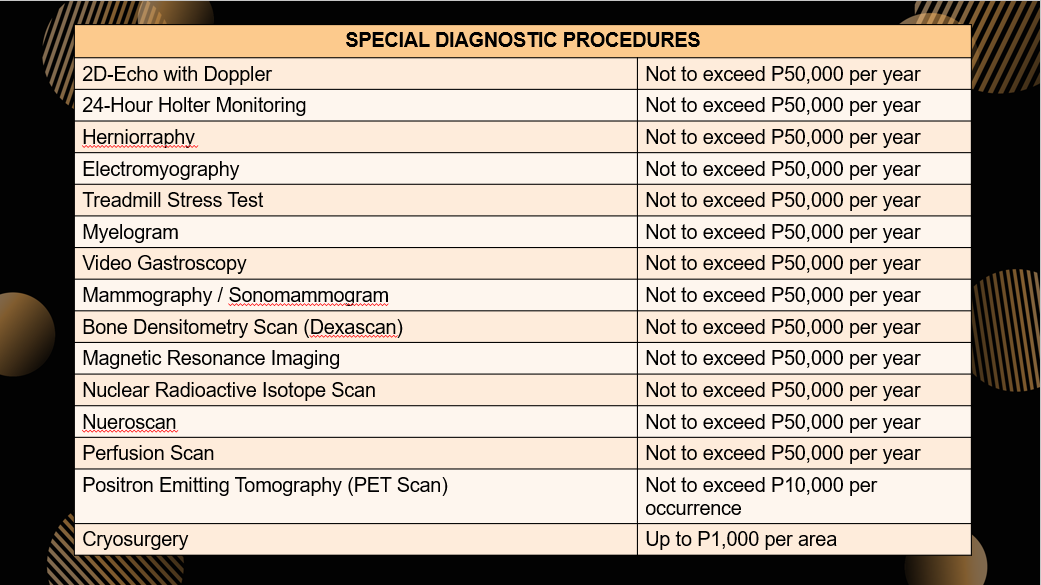 SPECIAL DIAGNOSTIC PROCEDURES
2D-Echo with Doppler Not to exceed P50,000 per year
24-Hour Holter Monitoring Not to exceed P50,000 per year
Herniorraphy Not to exceed P50,000 per year
Electromyography Not to exceed P50,000 per year
Treadmill Stress Test Not to exceed P50,000 per year
Myelogram Not to exceed P50,000 per year
Video Gastroscopy Not to exceed P50,000 per year
Mammography / Sonomammogram Not to exceed P50,000 per year
Bone Densitometry Scan (Dexascan) Not to exceed P50,000 per year
Magnetic Resonance Imaging Not to exceed P50,000 per year
Nuclear Radioactive Isotope Scan Not to exceed P50,000 per year
Nueroscan Not to exceed P50,000 per year
Perfusion Scan Not to exceed P50,000 per year
Positron Emitting Tomography (PET Scan) Not to exceed P10,000 per
occurrence
Cryosurgery Up to P1,000 per area